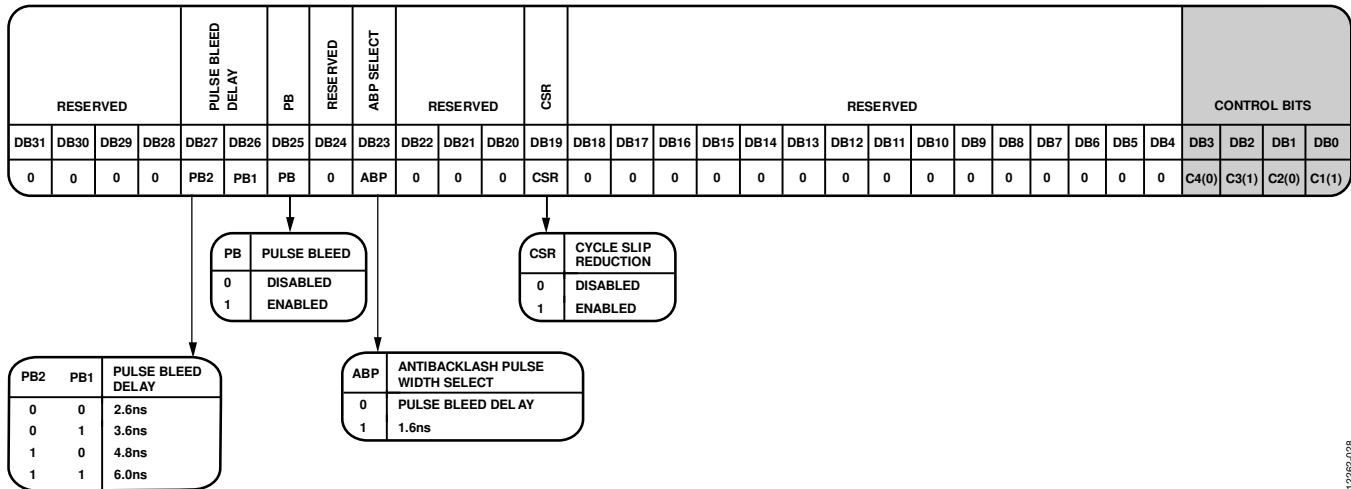 RESERVED PULSE BLEED DELAY PB RESERVED ABP SELECT RESERVED CSR RESERVED CONTROL BITS
DB31 DB30 DB29 DB28 DB27 DB26 DB25 DB24 DB23 DB22 DB21 DB20 DB19 DB18 DB17 DB16 DB15 DB14 DB13 DB12 DB11 DB10 DB9 DB8 DB7 DB6 DB5 DB4 DB3 DB2 DB1 DB0
0 0 0 0 PB2 PB1 PB 0 ABP 0 0 0 CSR 0 0 0 0 0 0 0 0 0 0 0 0 0 0 0 C4(0) C3(1) C2(0) C1(1)
PB PULSE BLEED
0 DISABLED
1 ENABLED
CSR CYCLE SLIP REDUCTION
0 DISABLED
1 ENABLED
PB2 PB1 PULSE BLEED DELAY
0 0 2.6ns
0 1 3.6ns
1 0 4.8ns
1 1 6.0ns
ABP ANTIBACKLASH PULSE WIDTH SELECT
0 PULSE BLEED DELAY
1 1.6ns